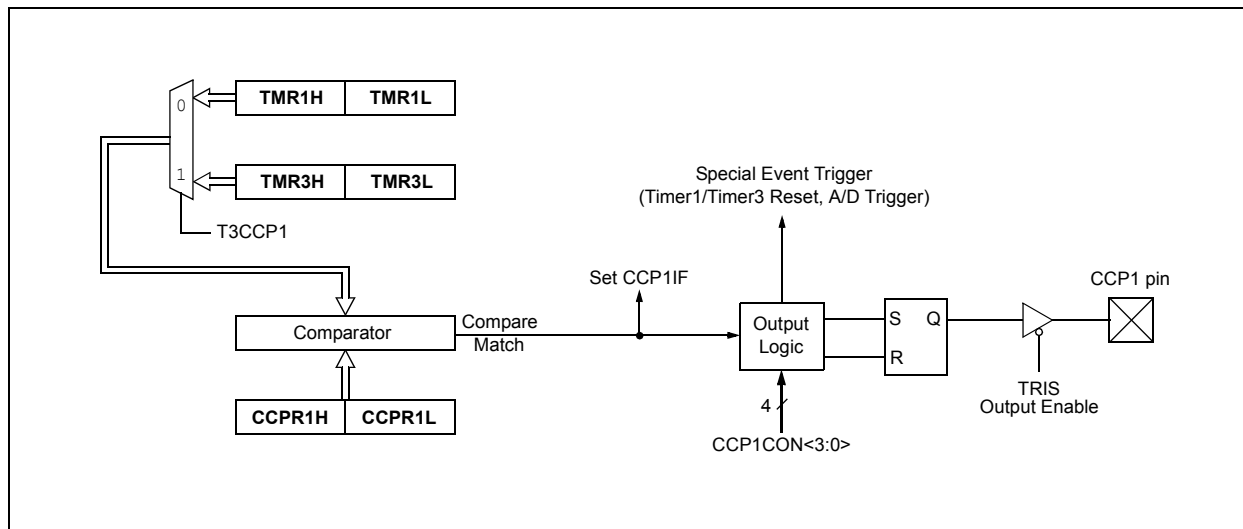 0
TMR1H TMR1L
1
TMR3H TMR3L
T3CCP1
Special Event Trigger
(Timer1/Timer3 Reset, A/D Trigger)
Set CCP1IF
CCP1 pin
Comparator
Compare
Match
Output
Logic
S Q
R
TRIS
Output Enable
CCPR1H CCPR1L
4
CCP1CON<3:0>